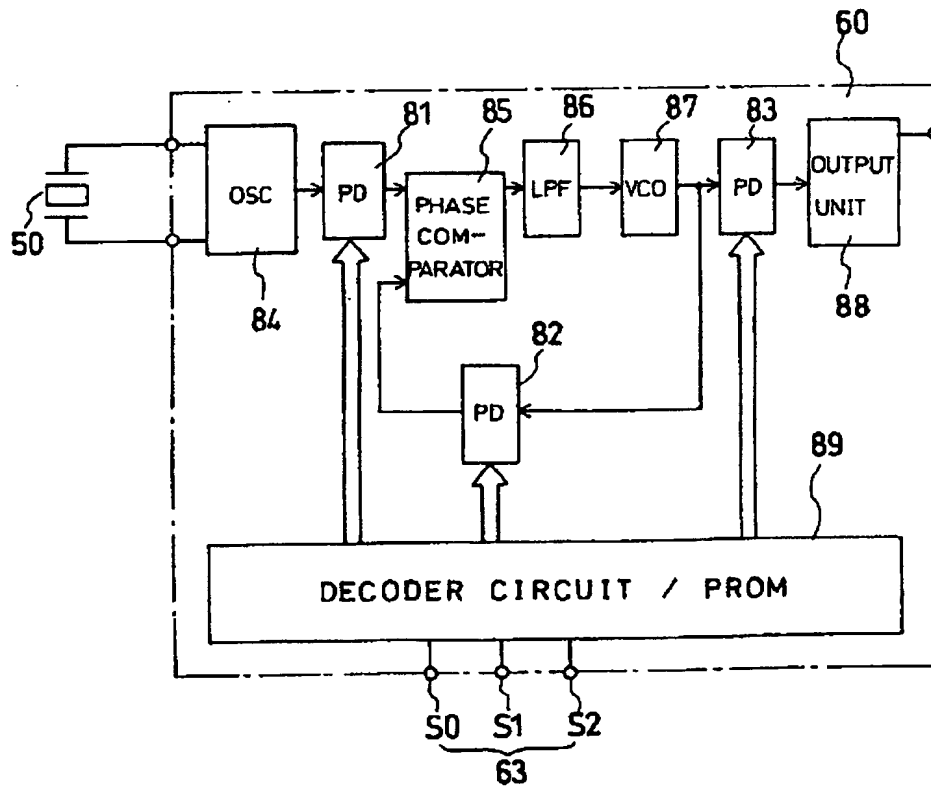 60
81
85
86
87
83
OSC
PD
PHASE
COM-
PARATOR
LPF
VCO
PD
OUTPUT
UNIT
50
84
88
82
PD
89
DECODER CIRCUIT / PROM
S0 S1 S2
63